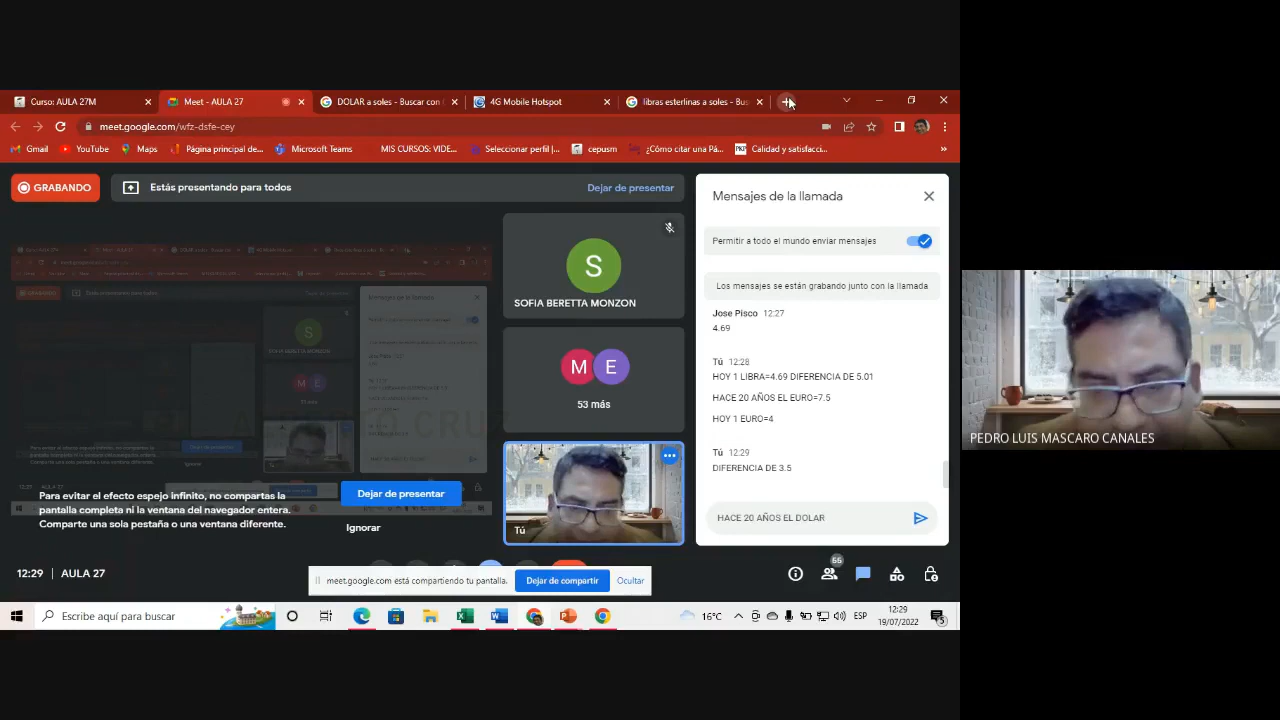 Curso: AULA 27M
Meet - AULA 27
DOLAR a soles - Buscar con
4G Mobile Hotspot
libras esterlinas a soles - Bus
meet.google.com/wfz-dsfe-cey
Gmail
YouTube
Maps
Página principal de...
Microsoft Teams
MIS CURSOS: VIDE...
Seleccionar perfil |...
cepusm
¿Cómo citar una Pá...
Calidad y satisfacci...
GRABANDO
Estás presentando para todos
Dejar de presentar
S
SOFIA BERETTA MONZON
M E
53 más
Tú
Para evitar el efecto espejo infinito, no compartas la
pantalla completa ni la ventana del navegador entera.
Comparte una sola pestaña o una ventana diferente.
Dejar de presentar
Ignorar
Mensajes de la llamada
Permitir a todo el mundo enviar mensajes
Los mensajes se están grabando junto con la llamada
Jose Pisco 12:27
4.69
Tú 12:28
HOY 1 LIBRA=4.69 DIFERENCIA DE 5.01
HACE 20 AÑOS EL EURO=7.5
HOY 1 EURO=4
Tú 12:29
DIFERENCIA DE 3.5
HACE 20 AÑOS EL DOLAR
12:29 | AULA 27
meet.google.com está compartiendo tu pantalla.
Dejar de compartir
Ocultar
56
Escribe aquí para buscar
16°C
ESP
12:29
19/07/2022
5
PEDRO LUIS MASCARO CANALES